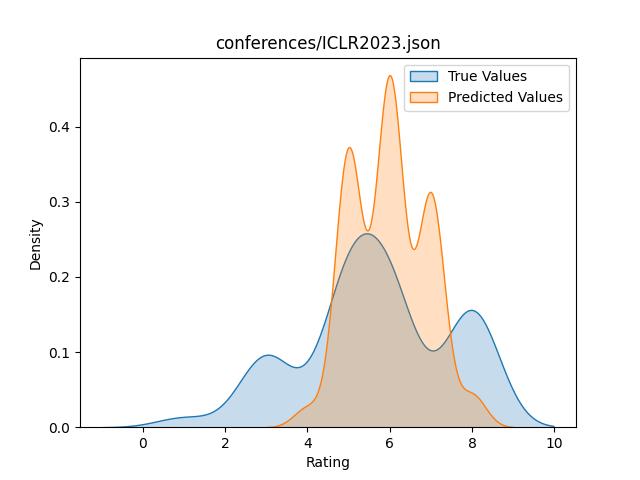 conferences/ICLR2023.json
True Values
Predicted Values
Density
0.4
0.3
0.2
0.1
0.0
0 2 4 6 8 10
Rating